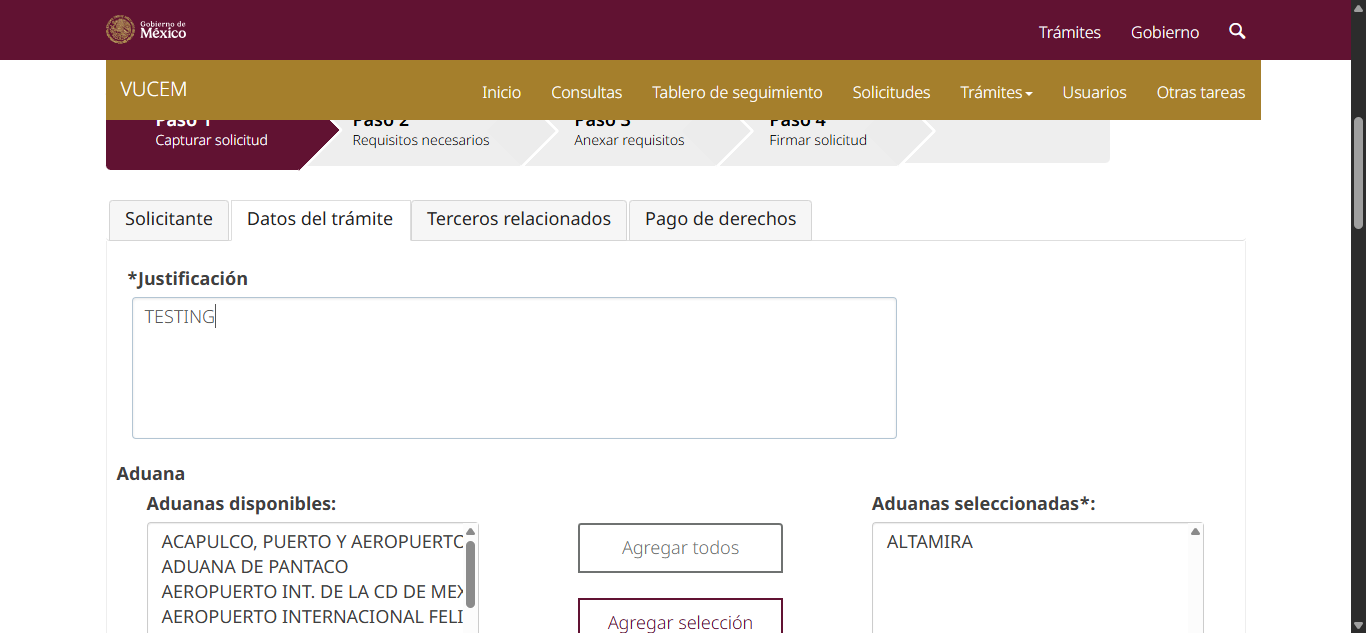 Gobierno de
México
Trámites
Gobierno
VUCEM
Inicio
Consultas
Tablero de seguimiento
Solicitudes
Trámites
Usuarios
Otras tareas
Paso 1
Capturar solicitud
Paso 2
Requisitos necesarios
Paso 3
Anexar requisitos
Paso 4
Firmar solicitud
Solicitante
Datos del trámite
Terceros relacionados
Pago de derechos
*Justificación
TESTING
Aduana
Aduanas disponibles:
ACAPULCO, PUERTO Y AEROPUERTO
ADUANA DE PANTACO
AEROPUERTO INT. DE LA CD DE MEX
AEROPUERTO INTERNACIONAL FELI
Agregar todos
Agregar selección
Aduanas seleccionadas*:
ALTAMIRA